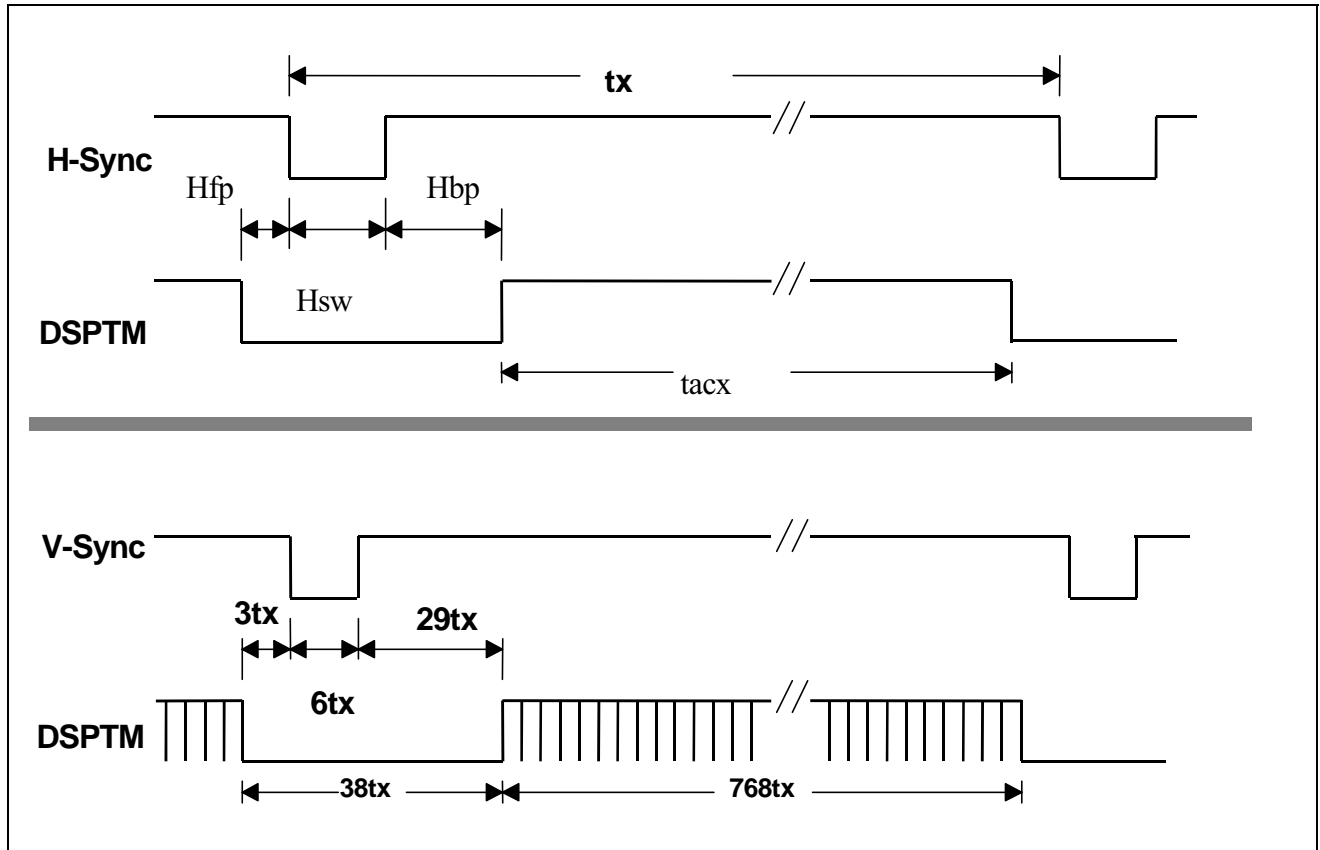 tx
H-Sync
Hfp
Hbp
Hsw
DSPTM
tacx
V-Sync
3tx
29tx
6tx
DSPTM
38tx
768tx